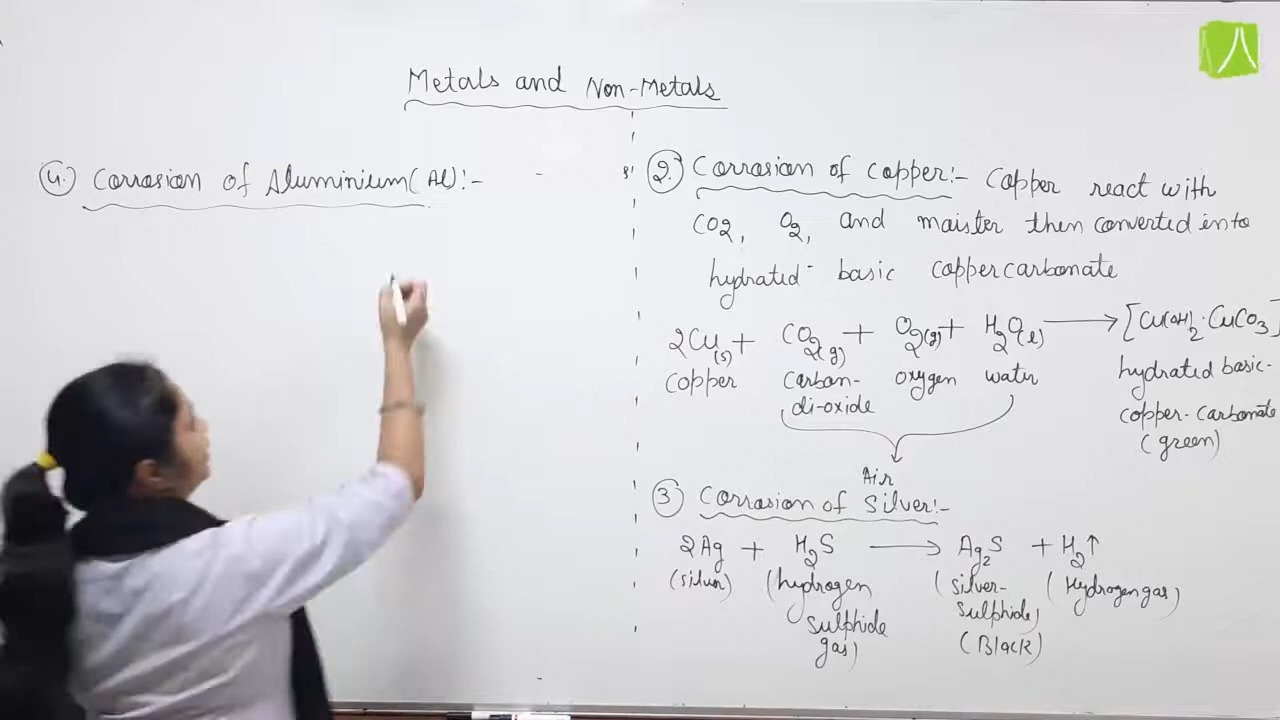 Metals and Non-Metals
4.) Corrosion of Aluminium (Al):-
2.) Corrosion of Copper:- Copper react with
CO2, O2, and moister then converted into
hydrated basic coppercarbonate
2Cu(s) + CO2(g) + O2(g) + H2O(l) → [Cu(OH)2·CuCO3]
copper carbon- oxygen water hydrated basic-
di-oxide copper-carbonate
(green)
Air
3) Corrosion of Silver:-
2Ag + H2S → Ag2S + H2↑
(silver) (hydrogen (silver- (Hydrogen gas)
sulphide sulphide)
gas) (Black)